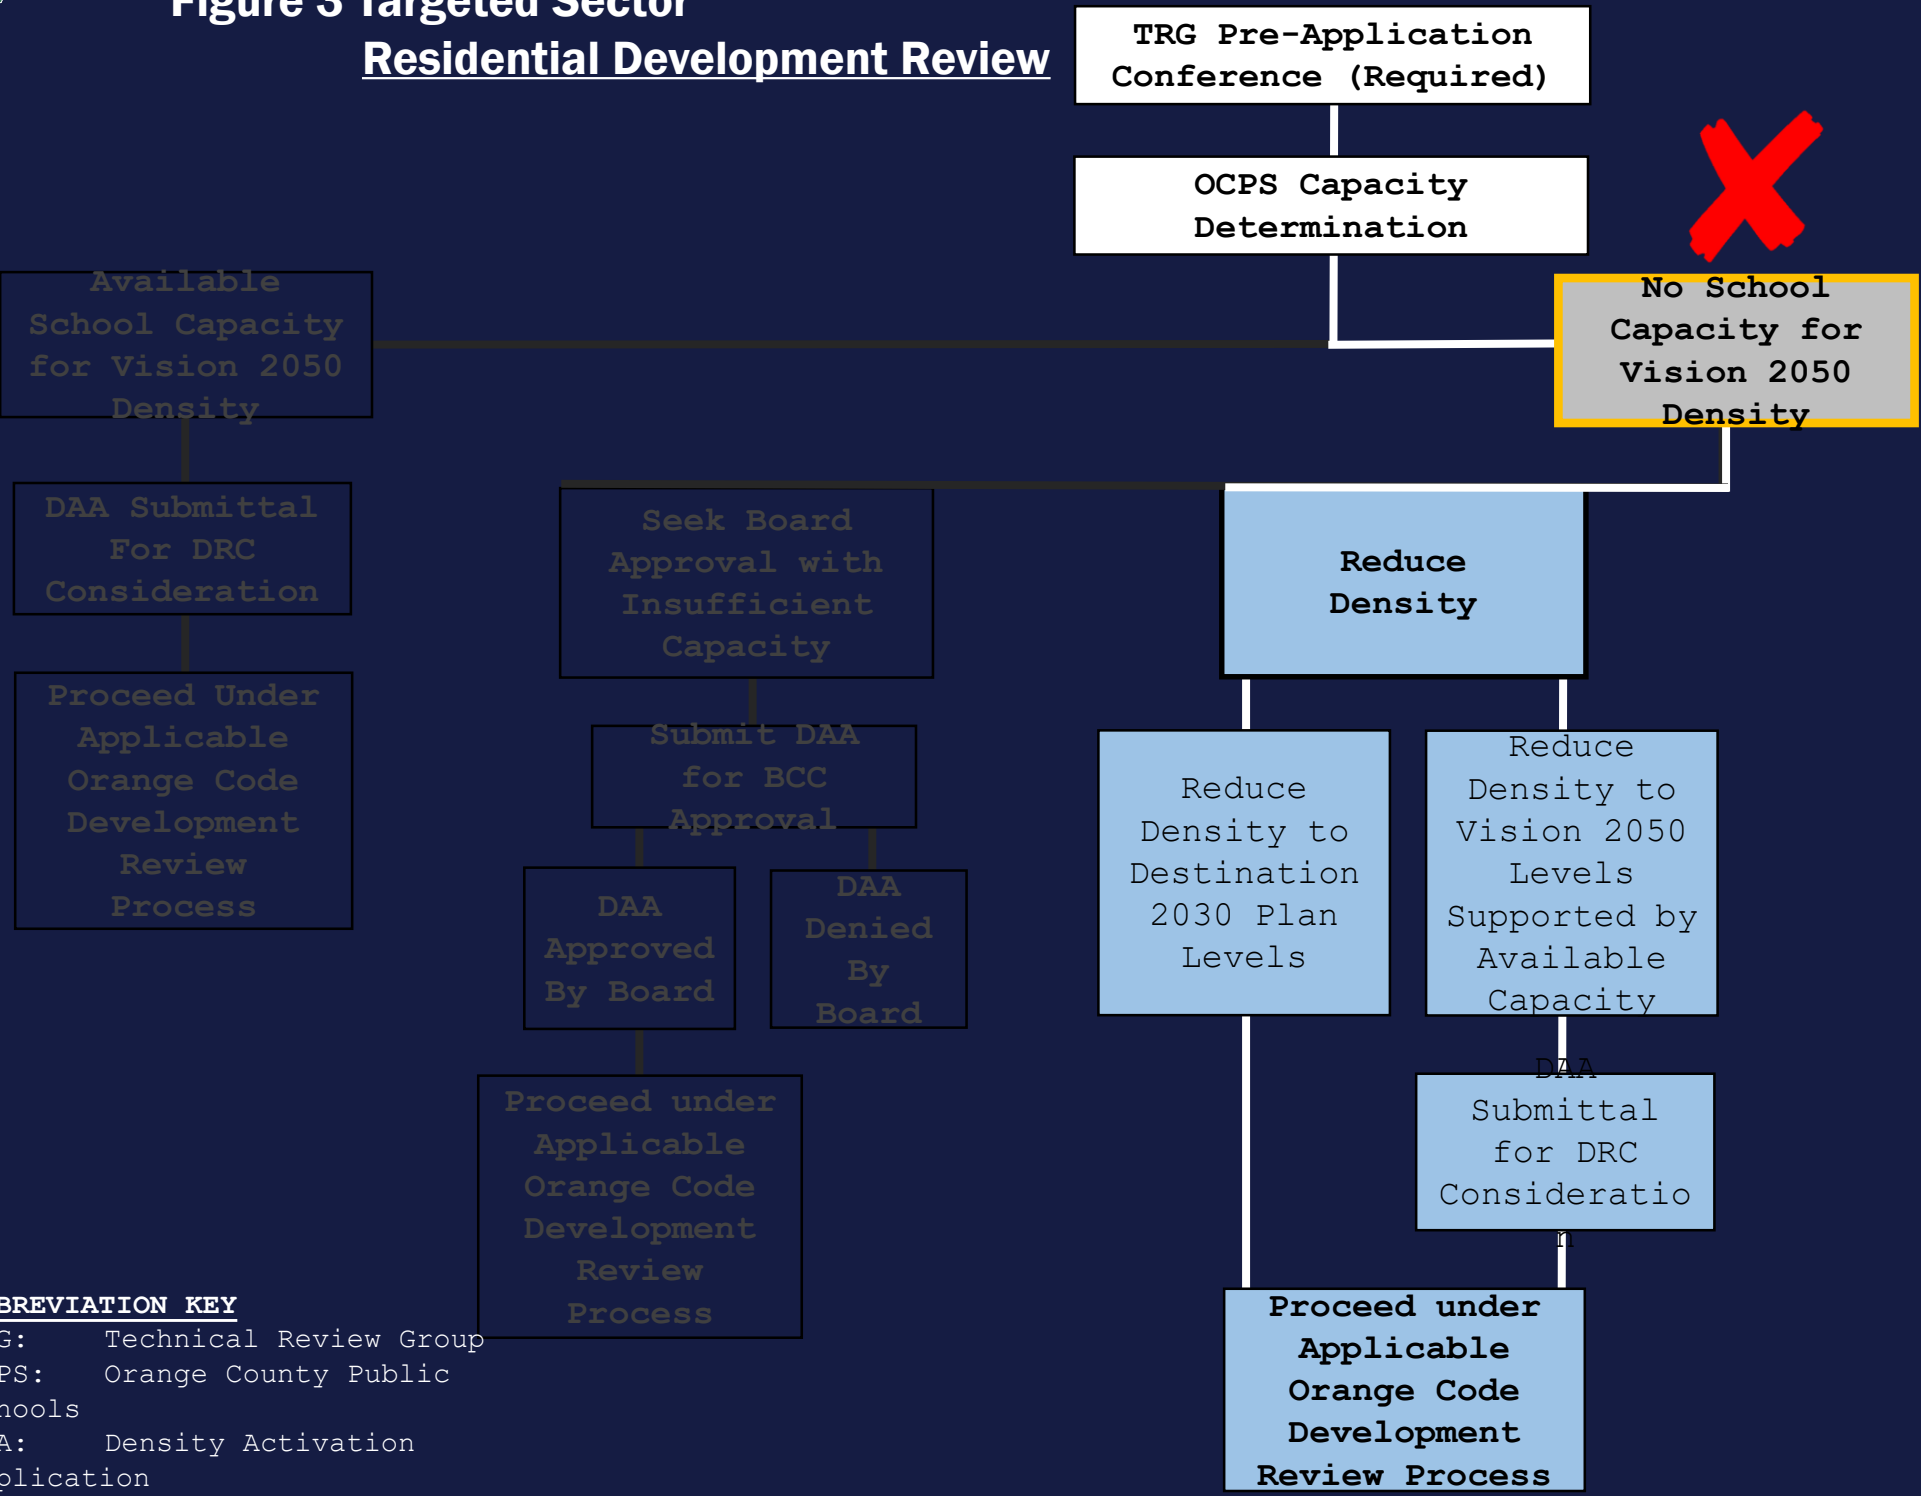 Figure 3 Targeted Sector
Residential Development Review
TRG Pre-Application
Conference (Required)
OCPS Capacity
Determination
Available
School Capacity
for Vision 2050
Density
No School
Capacity for
Vision 2050
Density
DAA Submittal
For DRC
Consideration
Proceed Under
Applicable
Orange Code
Development
Review
Process
Seek Board
Approval with
Insufficient
Capacity
Submit DAA
for BCC
Approval
DAA
Approved
By Board
DAA
Denied
By
Board
Proceed under
Applicable
Orange Code
Development
Review
Process
Reduce
Density
Reduce
Density to
Destination
2030 Plan
Levels
Reduce
Density to
Vision 2050
Levels
Supported by
Available
Capacity
DAA
Submittal
for DRC
Consideratio
n
Proceed under
Applicable
Orange Code
Development
Review Process
BREVIATION KEY
G: Technical Review Group
PS: Orange County Public
hools
A: Density Activation
plication